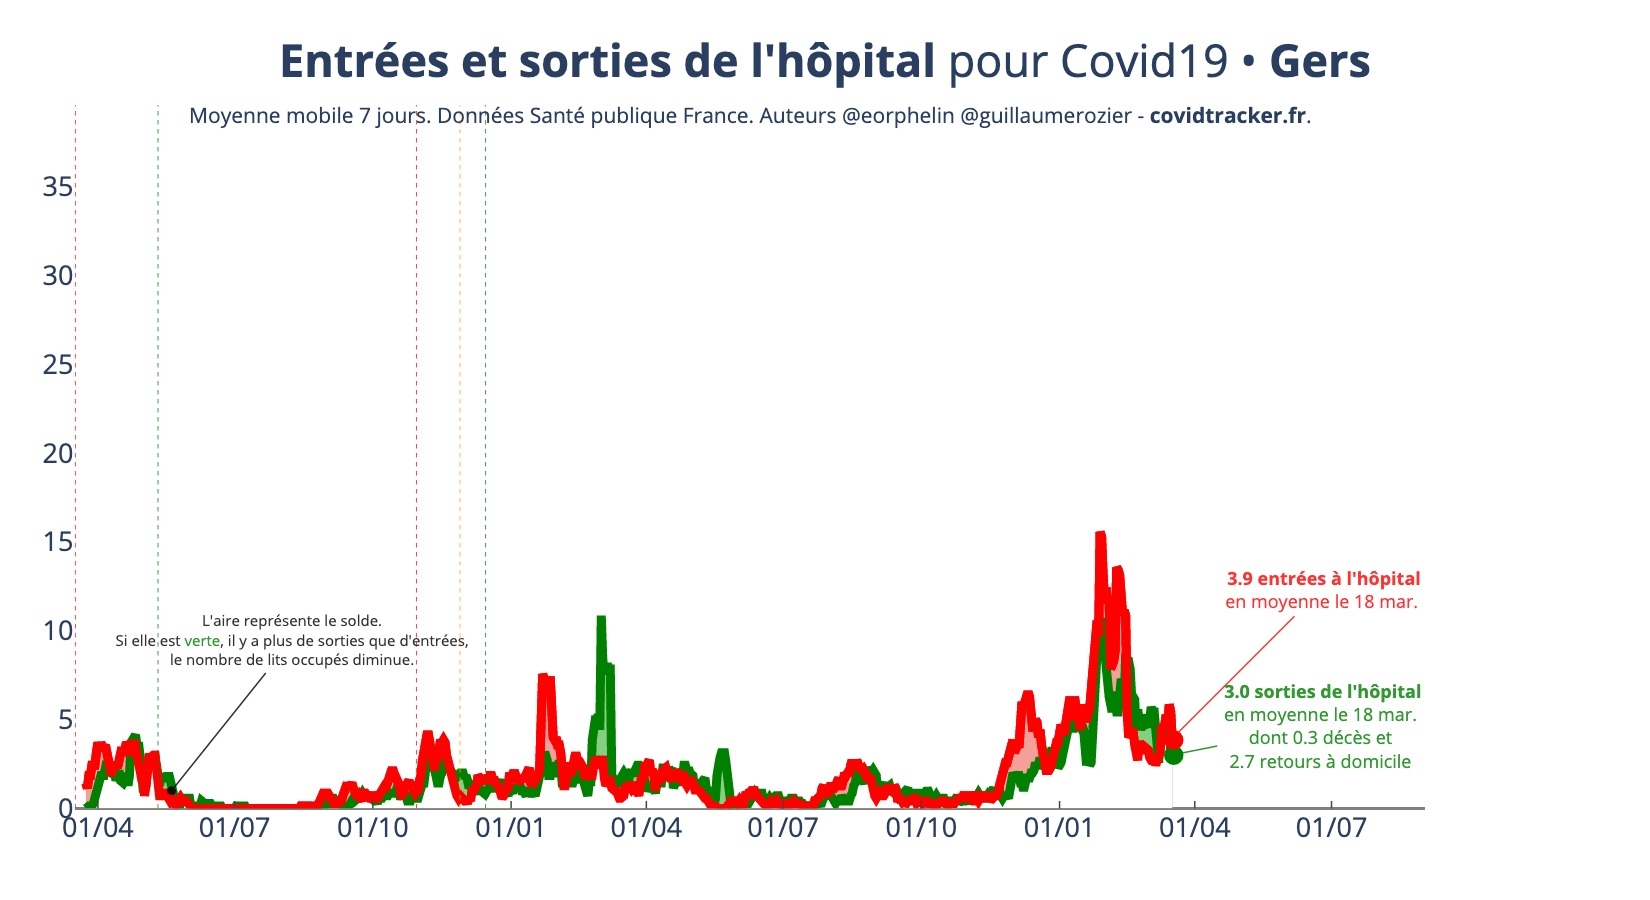 Entrées et sorties de l'hôpital pour Covid19 • Gers
Moyenne mobile 7 jours. Données Santé publique France. Auteurs @eorphelin @guillaumerozier - covidtracker.fr.
35
30
25
20
15
10
5
0
L'aire représente le solde.
Si elle est verte, il y a plus de sorties que d'entrées,
le nombre de lits occupés diminue.
3.9 entrées à l'hôpital
en moyenne le 18 mar.
3.0 sorties de l'hôpital
en moyenne le 18 mar.
dont 0.3 décès et
2.7 retours à domicile
01/04 01/07 01/10 01/01 01/04 01/07 01/10 01/01 01/04 01/07